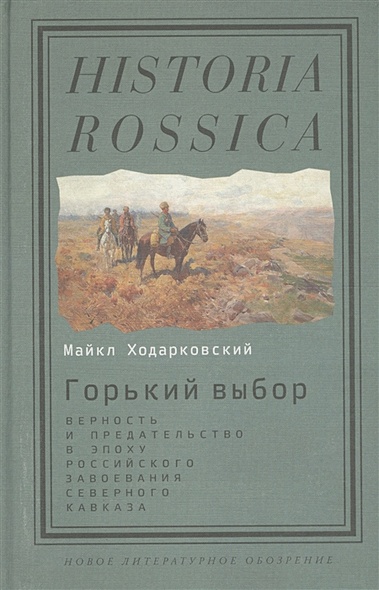 HISTORIA
ROSSICA
Майкл Ходарковский
Горький выбор
ВЕРНОСТЬ
И ПРЕДАТЕЛЬСТВО
В ЭПОХУ
РОССИЙСКОГО
ЗАВОЕВАНИЯ
СЕВЕРНОГО
КАВКАЗА
НОВОЕ ЛИТЕРАТУРНОЕ ОБОЗРЕНИЕ